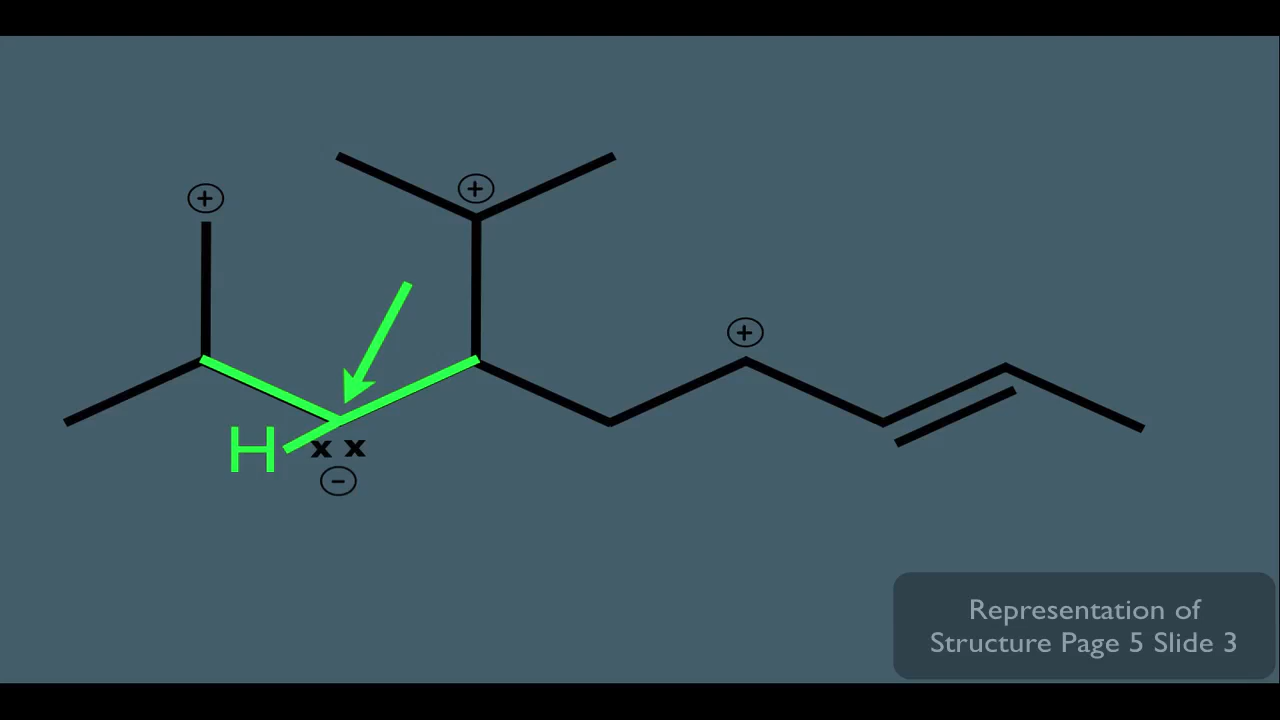 +
+
+
H
x x
−
Representation of
Structure Page 5 Slide 3